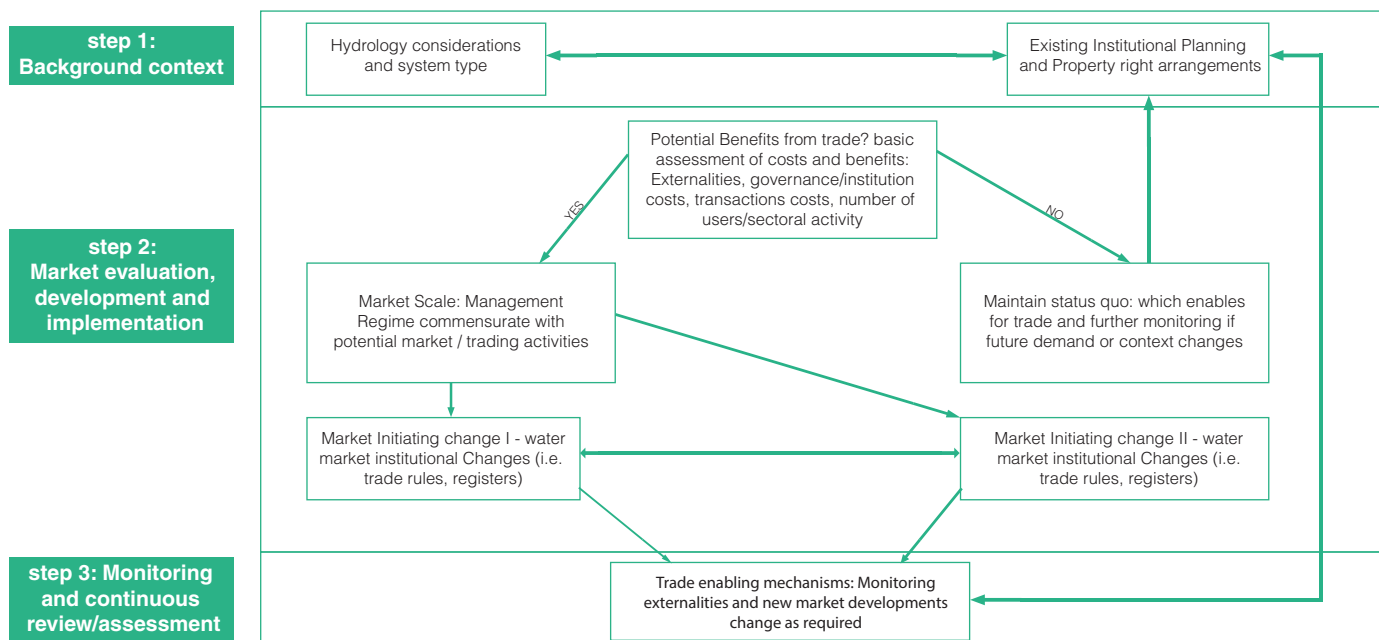 step 1:
Background context
Hydrology considerations
and system type
Existing Institutional Planning
and Property right arrangements
step 2:
Market evaluation,
development and
implementation
Potential Benefits from trade? basic
assessment of costs and benefits:
Externalities, governance/institution
costs, transactions costs, number of
users/sectoral activity
YES
NO
Market Scale: Management
Regime commensurate with
potential market / trading activities
Maintain status quo: which enables
for trade and further monitoring if
future demand or context changes
Market Initiating change I - water
market institutional Changes (i.e.
trade rules, registers)
Market Initiating change II - water
market institutional Changes (i.e.
trade rules, registers)
step 3: Monitoring
and continuous
review/assessment
Trade enabling mechanisms: Monitoring
externalities and new market developments
change as required